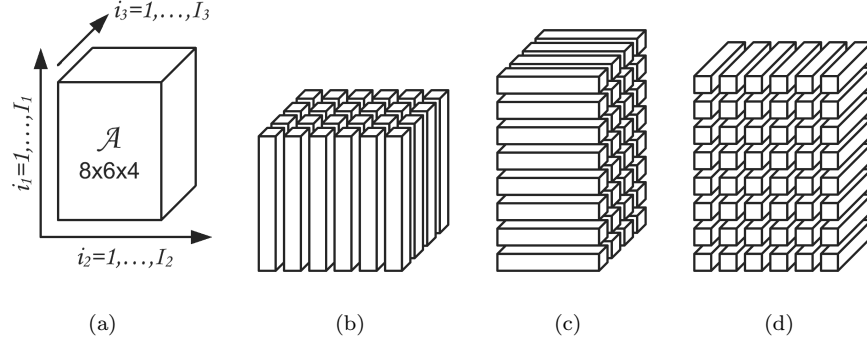 i₃=1,...,I₃
i₁=1,...,I₁
𝒜
8x6x4
i₂=1,...,I₂
(a) (b) (c) (d)